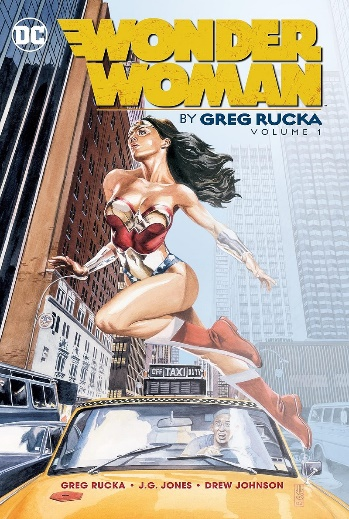 DC
WONDER
WOMAN
BY GREG RUCKA
VOLUME 1
OFF TAXI DUTY
GREG RUCKA • J.G. JONES • DREW JOHNSON